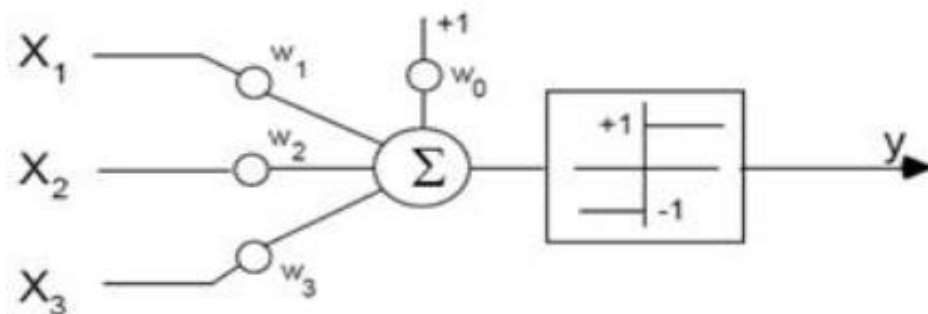 +1
X₁ w₁
w₀
+1
X₂ w₂ Σ y
-1
X₃ w₃